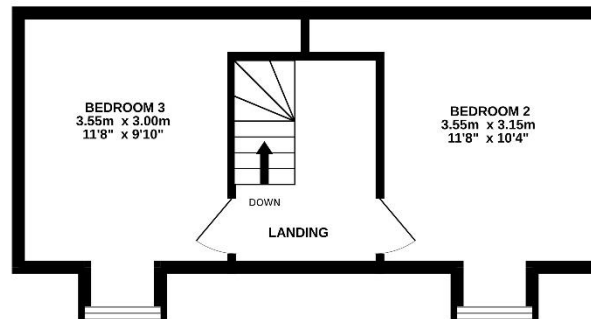 BEDROOM 3
3.55m x 3.00m
11'8" x 9'10"
BEDROOM 2
3.55m x 3.15m
11'8" x 10'4"
DOWN
LANDING